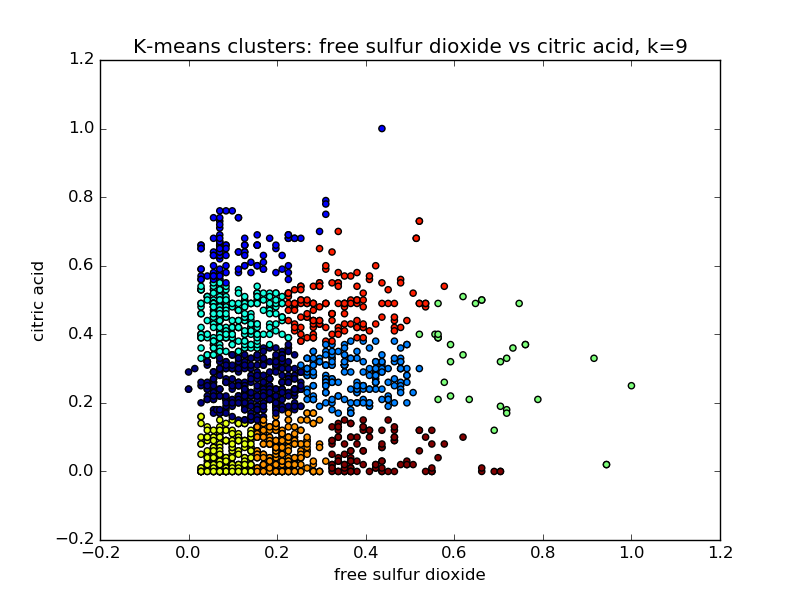 K-means clusters: free sulfur dioxide vs citric acid, k=9
1.2
1.0
0.8
0.6
0.4
0.2
0.0
−0.2
citric acid
−0.2 0.0 0.2 0.4 0.6 0.8 1.0 1.2
free sulfur dioxide